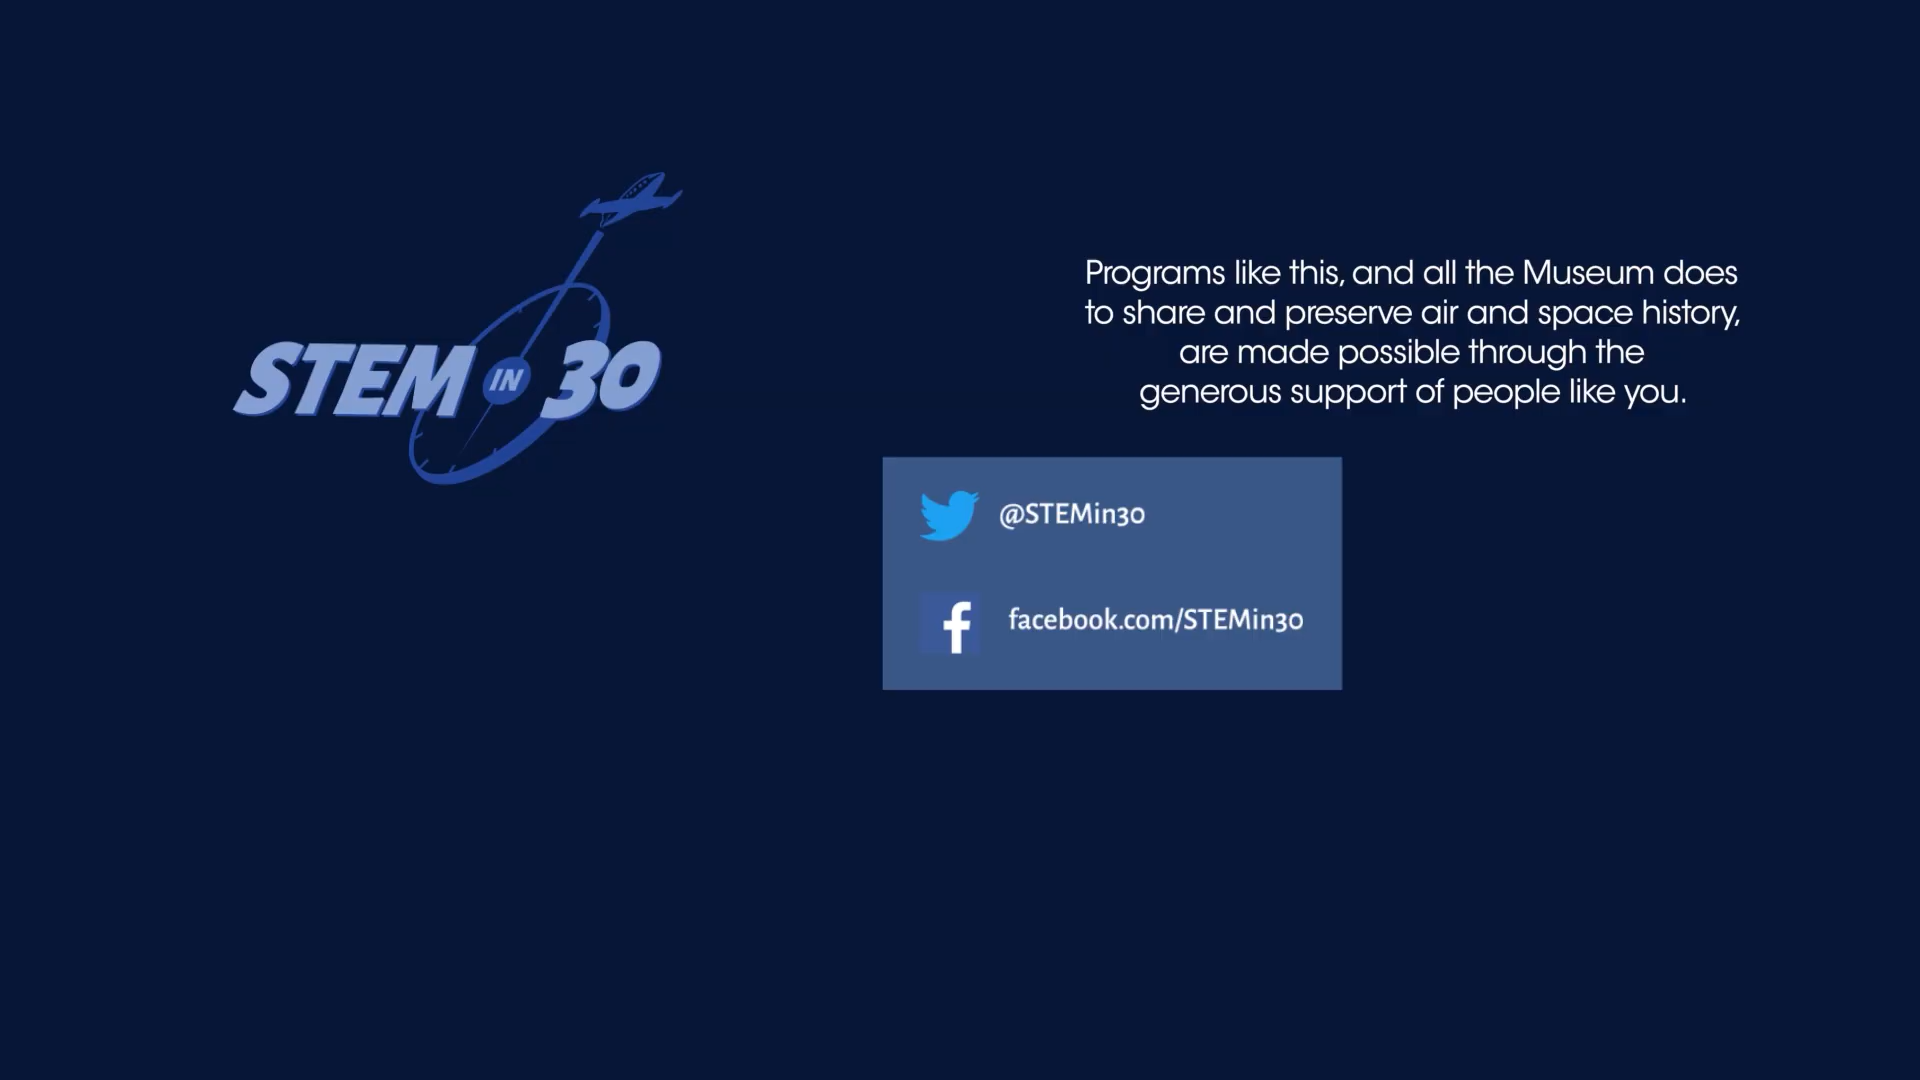 STEM IN 30
Programs like this, and all the Museum does
to share and preserve air and space history,
are made possible through the
generous support of people like you.
@STEMin30
facebook.com/STEMin30